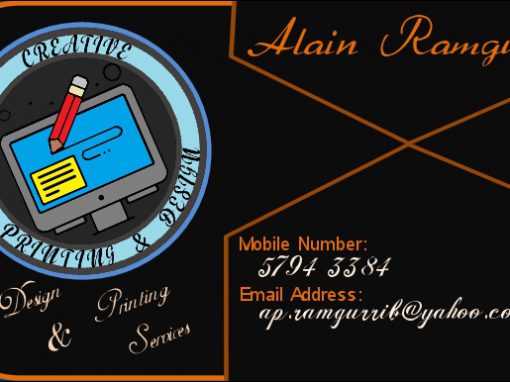 CREATIVE
PRINTING & DESIGN
Design Printing
& Services
Alain Ramgu
Mobile Number:
5794 3384
Email Address:
ap.ramgurrib@yahoo.co